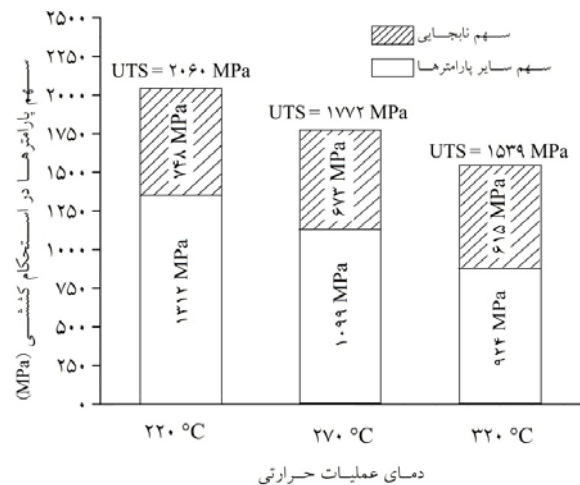 سهم نابجایی
سهم سایر پارامترها
سهم پارامترها در استحکام کششی (MPa)
۲۵۰۰
۲۲۵۰
۲۰۰۰
۱۷۵۰
۱۵۰۰
۱۲۵۰
۱۰۰۰
۷۵۰
۵۰۰
۲۵۰
۰
UTS = ۲۰۶۰ MPa
۷۴۸ MPa
۱۳۱۲ MPa
UTS = ۱۷۷۲ MPa
۶۷۳ MPa
۱۰۹۹ MPa
UTS = ۱۵۳۹ MPa
۶۱۵ MPa
۹۲۴ MPa
۲۲۰ °C
۲۷۰ °C
۳۲۰ °C
دمای عملیات حرارتی